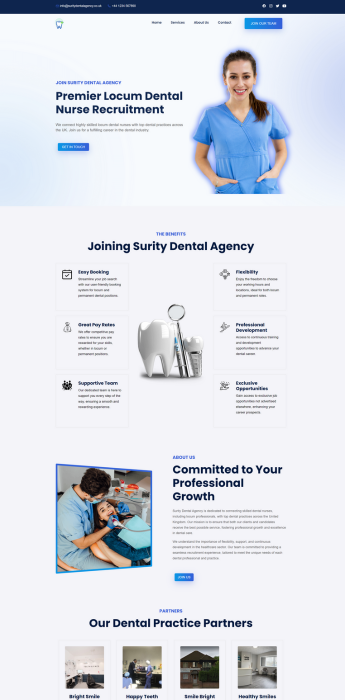 info@suritydentalagency.co.uk
Home Services About Us Contact
JOIN OUR TEAM
JOIN SURITY DENTAL AGENCY
Premier Locum Dental
Nurse Recruitment
We connect highly skilled locum dental nurses with top dental practices across
the UK. Join us for a fulfilling career in the dental industry.
GET IN TOUCH
THE BENEFITS
Joining Surity Dental Agency
Easy Booking
Streamline your job search
with our user-friendly booking
system for locum and
permanent dental positions.
Flexibility
Enjoy the freedom to choose
your working hours and
locations, ideal for both locum
and permanent roles.
Great Pay Rates
We offer competitive pay
rates to ensure you are
rewarded for your skills,
whether in locum or
permanent positions.
Professional
Development
Access to continuous training
and development
opportunities to advance your
dental career.
Supportive Team
Our dedicated team is here to
support you every step of the
way, ensuring a smooth and
rewarding experience.
Exclusive
Opportunities
Gain access to exclusive job
opportunities not advertised
elsewhere, enhancing your
career prospects.
ABOUT US
Committed to Your
Professional
Growth
Surity Dental Agency is dedicated to connecting skilled dental nurses,
including locum professionals, with top dental practices across the United
Kingdom. Our mission is to ensure that both our clients and candidates
receive the best possible service, fostering professional growth and excellence
in dental care.
We understand the importance of flexibility, support, and continuous
development in the healthcare sector. Our team is committed to providing a
seamless recruitment experience, tailored to meet the unique needs of each
dental professional and practice.
JOIN US
PARTNERS
Our Dental Practice Partners
Bright Smile Happy Teeth Smile Bright Healthy Smiles